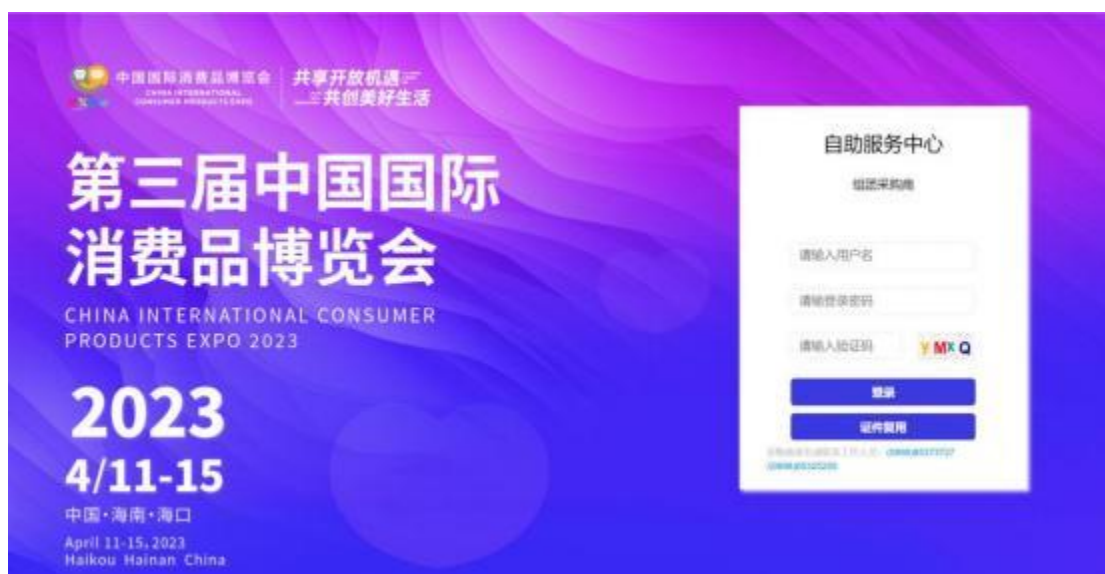 中国国际消费品博览会
CHINA INTERNATIONAL
CONSUMER PRODUCTS EXPO
共享开放机遇
共创美好生活
第三届中国国际
消费品博览会
CHINA INTERNATIONAL CONSUMER
PRODUCTS EXPO 2023
2023
4/11-15
中国·海南·海口
April 11-15, 2023
Haikou Hainan China
自助服务中心
组团采购商
请输入用户名
请输登录密码
请输入验证码
Y MX Q
登录
证件复用